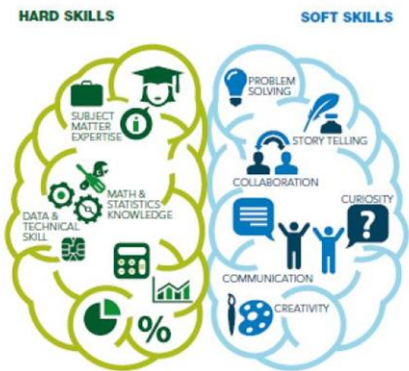 HARD SKILLS
SUBJECT
MATTER
EXPERTISE
i
MATH &
STATISTICS
KNOWLEDGE
DATA &
TECHNICAL
SKILL
%
SOFT SKILLS
PROBLEM
SOLVING
STORY TELLING
COLLABORATION
CURIOSITY
?
COMMUNICATION
CREATIVITY